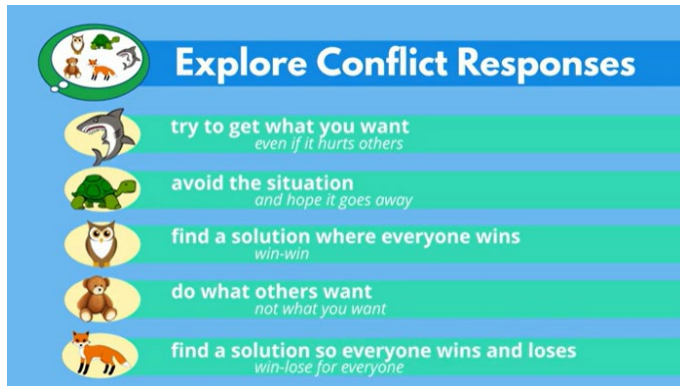 Explore Conflict Responses
try to get what you want
even if it hurts others
avoid the situation
and hope it goes away
find a solution where everyone wins
win-win
do what others want
not what you want
find a solution so everyone wins and loses
win-lose for everyone